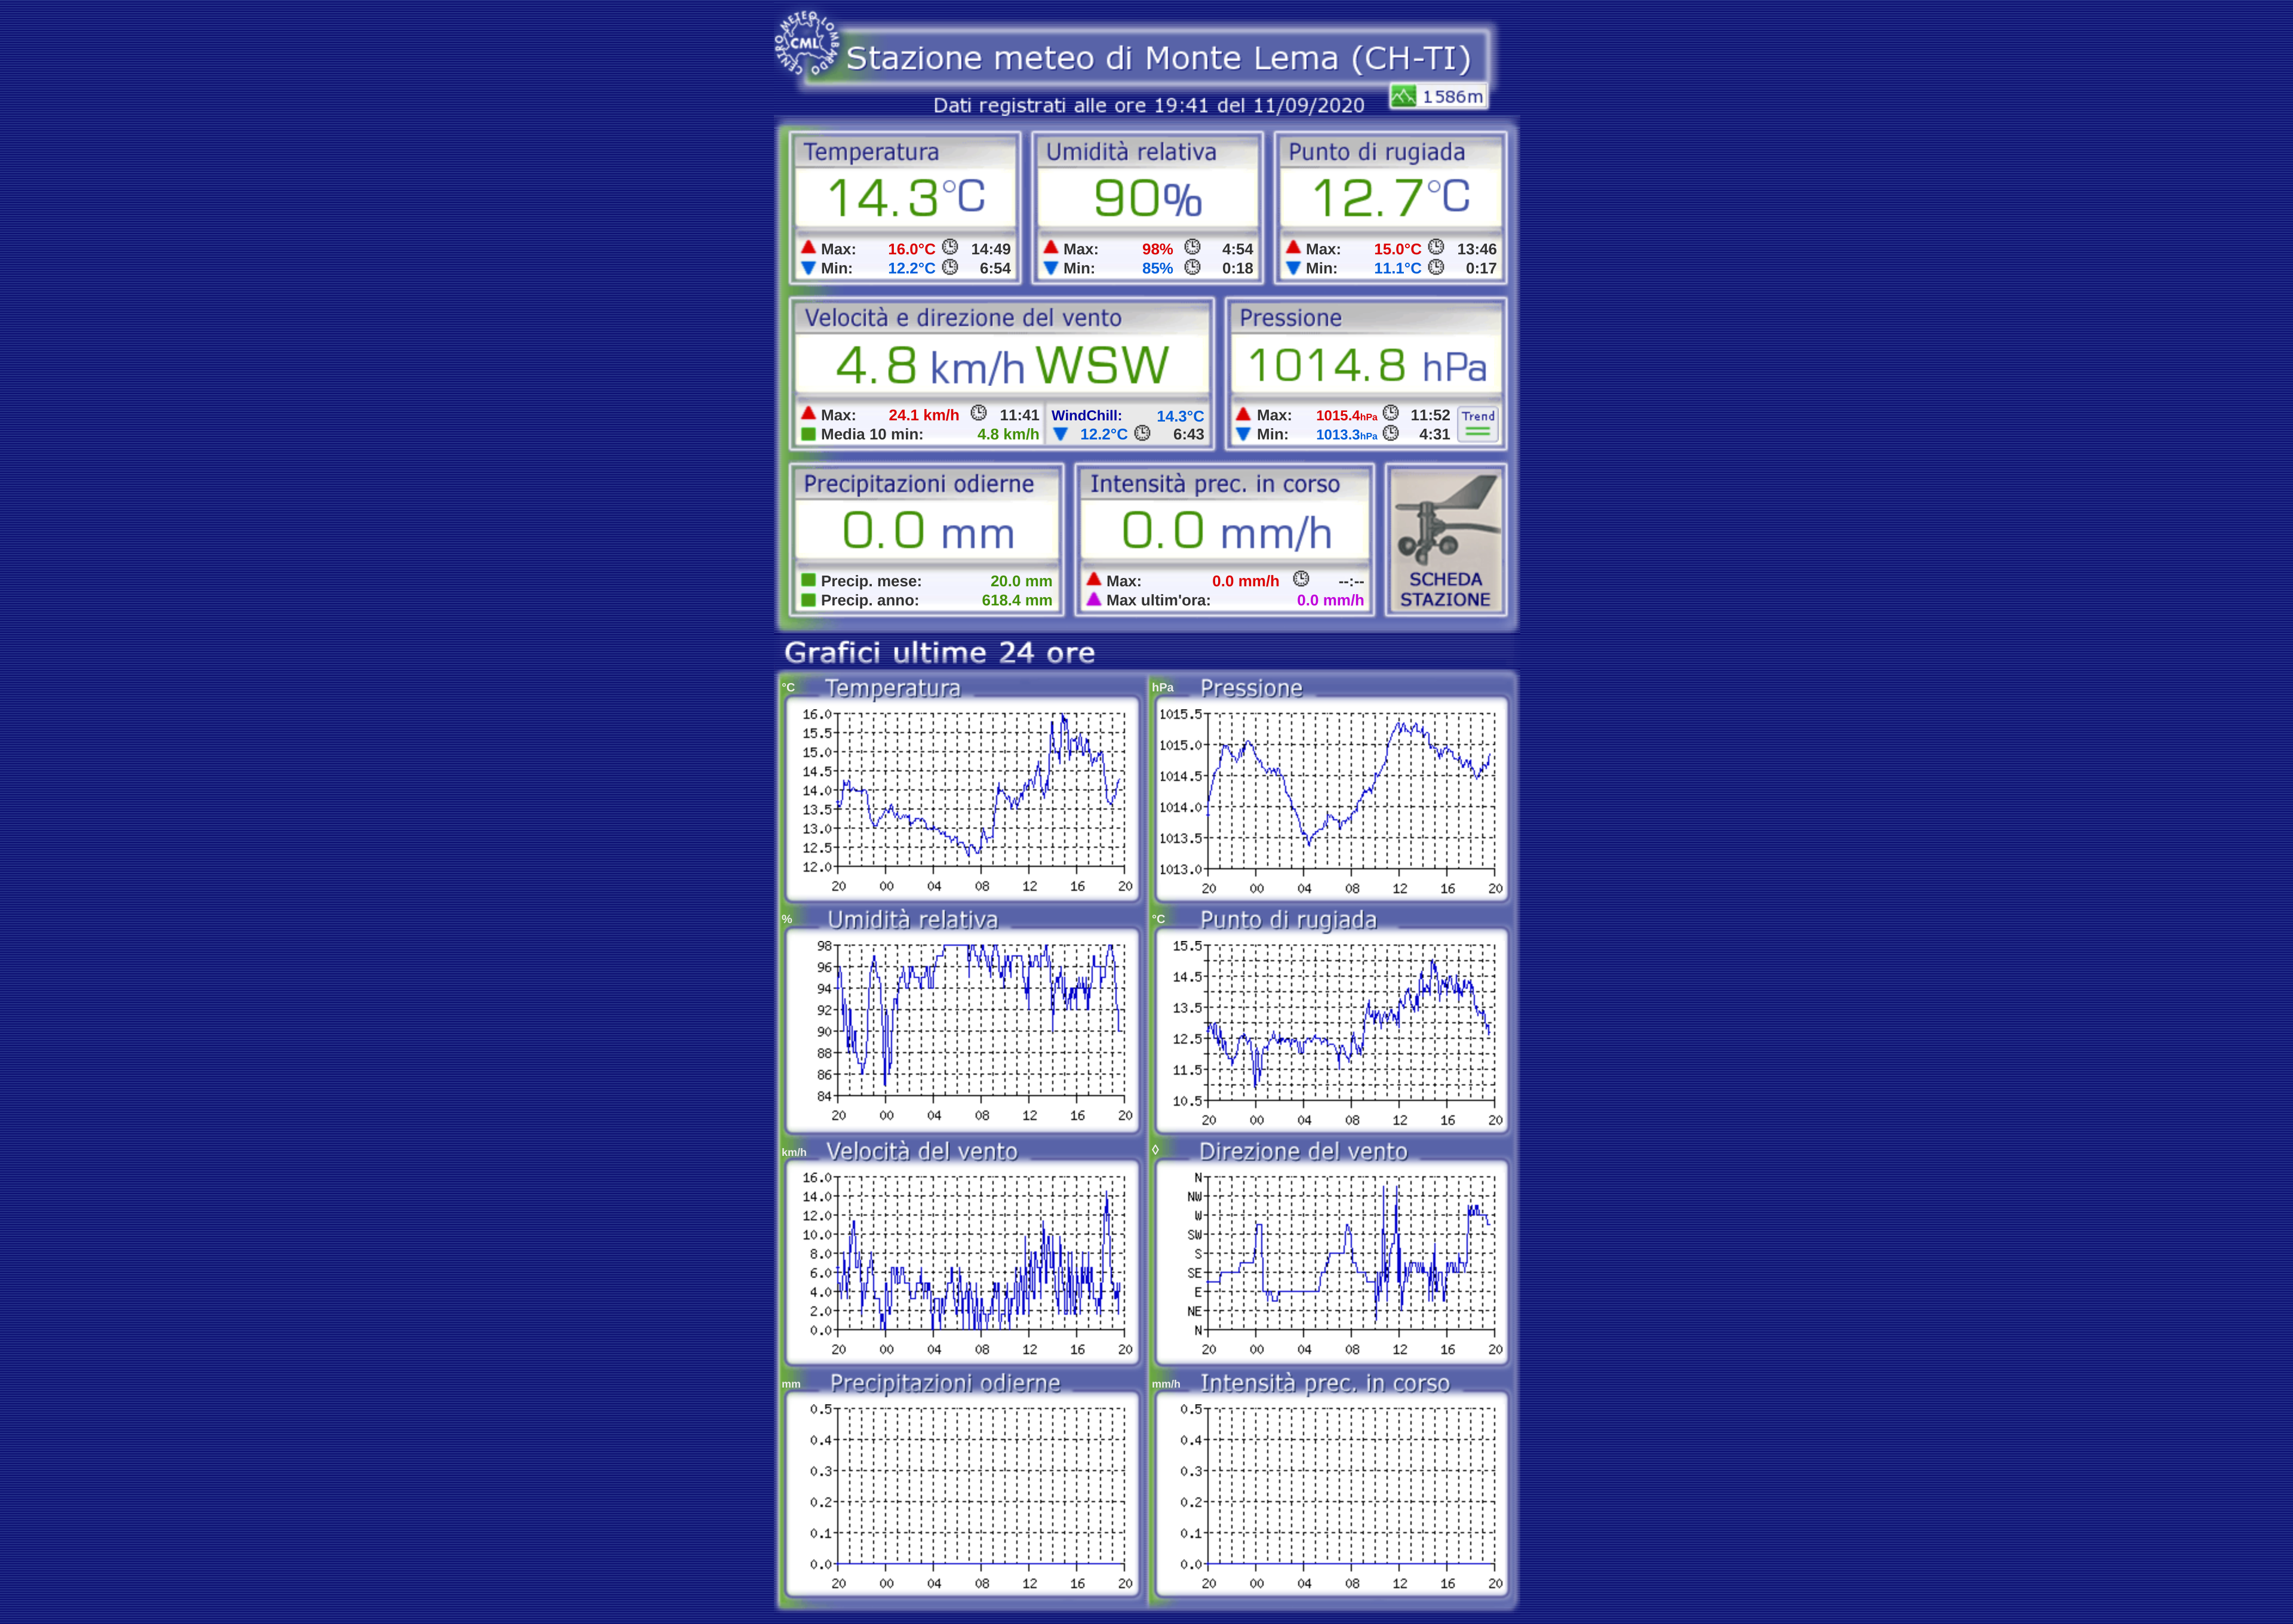 CENTRO METEO LOMBARDO
CML
Stazione meteo di Monte Lema (CH-TI)
Dati registrati alle ore 19:41 del 11/09/2020
1586m
Temperatura
14.3°C
Max: 16.0°C 14:49
Min: 12.2°C 6:54
Umidità relativa
90%
Max: 98% 4:54
Min: 85% 0:18
Punto di rugiada
12.7°C
Max: 15.0°C 13:46
Min: 11.1°C 0:17
Velocità e direzione del vento
4.8 km/h WSW
Max: 24.1 km/h 11:41
Media 10 min: 4.8 km/h
WindChill: 14.3°C
12.2°C 6:43
Pressione
1014.8 hPa
Max: 1015.4hPa 11:52
Min: 1013.3hPa 4:31
Trend
Precipitazioni odierne
0.0 mm
Precip. mese: 20.0 mm
Precip. anno: 618.4 mm
Intensità prec. in corso
0.0 mm/h
Max: 0.0 mm/h --:--
Max ultim'ora: 0.0 mm/h
SCHEDA
STAZIONE
Grafici ultime 24 ore
°C Temperatura
16.0
15.5
15.0
14.5
14.0
13.5
13.0
12.5
12.0
20 00 04 08 12 16 20
hPa Pressione
1015.5
1015.0
1014.5
1014.0
1013.5
1013.0
20 00 04 08 12 16 20
% Umidità relativa
98
96
94
92
90
88
86
84
20 00 04 08 12 16 20
°C Punto di rugiada
15.5
14.5
13.5
12.5
11.5
10.5
20 00 04 08 12 16 20
km/h Velocità del vento
16.0
14.0
12.0
10.0
8.0
6.0
4.0
2.0
0.0
20 00 04 08 12 16 20
◊ Direzione del vento
N
NW
W
SW
S
SE
E
NE
N
20 00 04 08 12 16 20
mm Precipitazioni odierne
0.5
0.4
0.3
0.2
0.1
0.0
20 00 04 08 12 16 20
mm/h Intensità prec. in corso
0.5
0.4
0.3
0.2
0.1
0.0
20 00 04 08 12 16 20